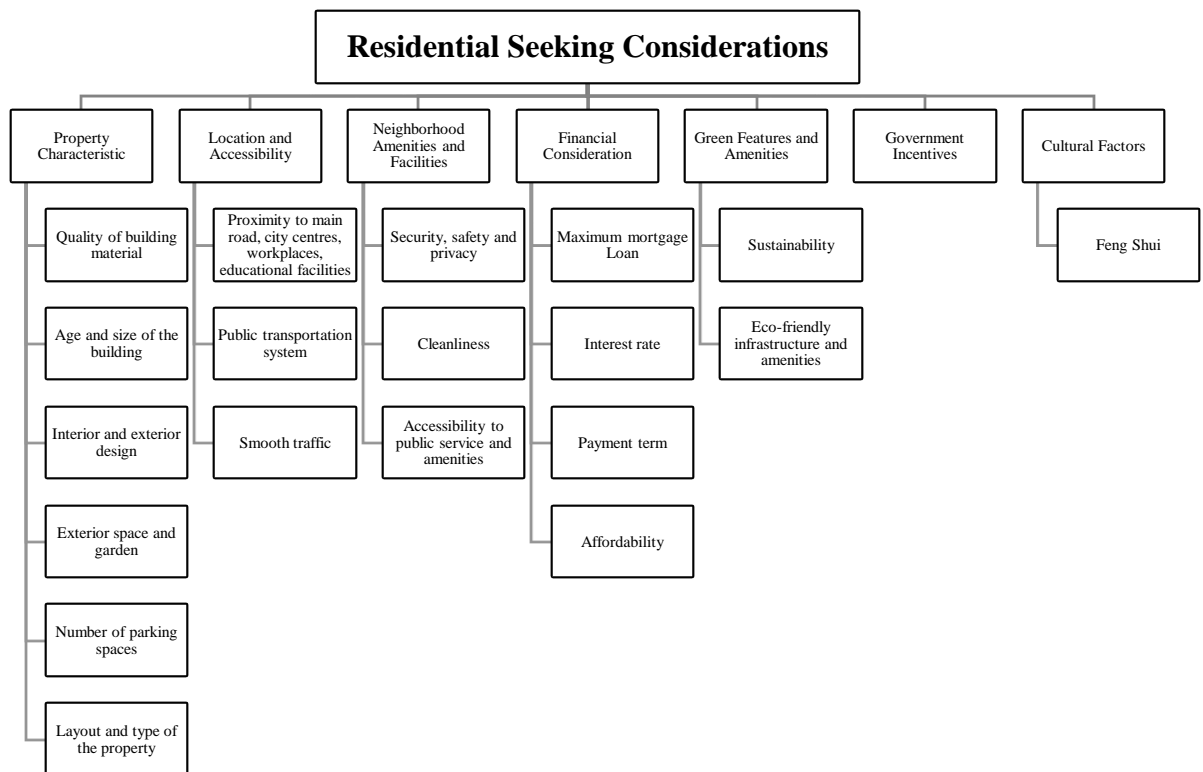 Residential Seeking Considerations
Property
Characteristic
Location and
Accessibility
Neighborhood
Amenities and
Facilities
Financial
Consideration
Green Features and
Amenities
Government
Incentives
Cultural Factors
Quality of building
material
Age and size of the
building
Interior and exterior
design
Exterior space and
garden
Number of parking
spaces
Layout and type of
the property
Proximity to main
road, city centres,
workplaces,
educational facilities
Public transportation
system
Smooth traffic
Security, safety and
privacy
Cleanliness
Accessibility to
public service and
amenities
Maximum mortgage
Loan
Interest rate
Payment term
Affordability
Sustainability
Eco-friendly
infrastructure and
amenities
Feng Shui